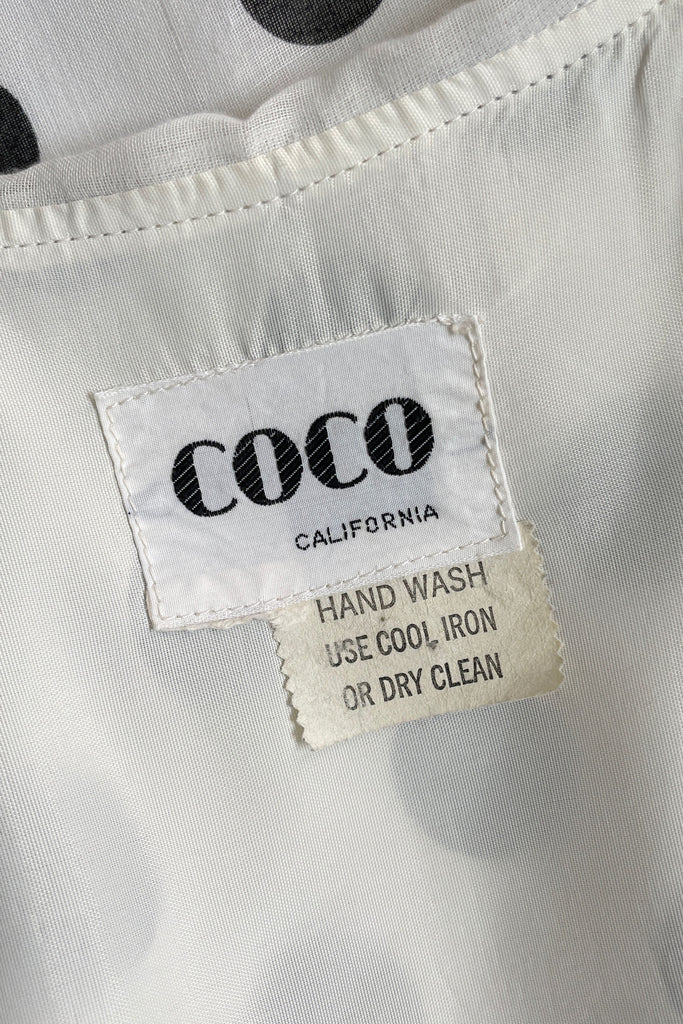 COCO
CALIFORNIA
HAND WASH
USE COOL IRON
OR DRY CLEAN